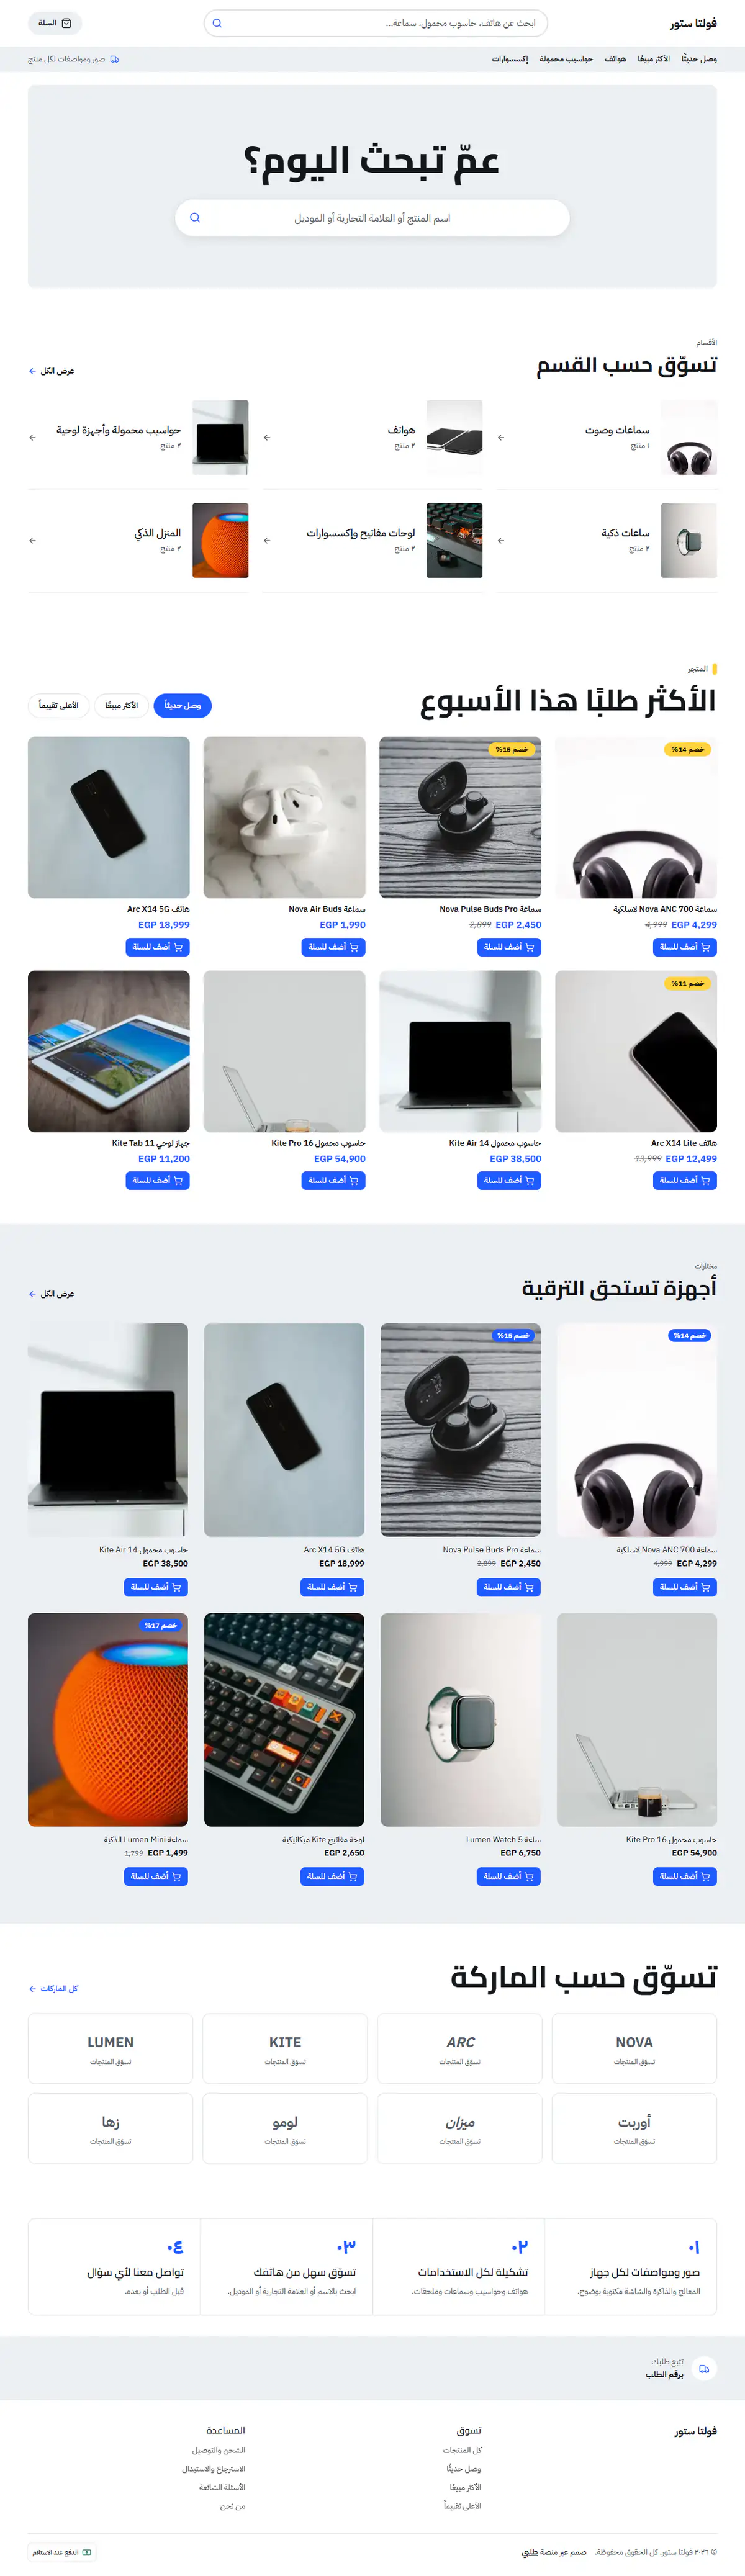 فولتا ستور
ابحث عن هاتف، حاسوب محمول، سماعة...
السلة
وصل حديثًا
الأكثر مبيعًا
هواتف
حواسيب محمولة
إكسسوارات
صور ومواصفات لكل منتج
عمّ تبحث اليوم؟
اسم المنتج أو العلامة التجارية أو الموديل
الأقسام
تسوّق حسب القسم
عرض الكل
سماعات وصوت
١ منتج
هواتف
٢ منتج
حواسيب محمولة وأجهزة لوحية
٢ منتج
ساعات ذكية
٢ منتج
لوحات مفاتيح وإكسسوارات
٢ منتج
المنزل الذكي
٢ منتج
المتجر
الأكثر طلبًا هذا الأسبوع
وصل حديثاً
الأكثر مبيعًا
الأعلى تقييماً
خصم 14%
سماعة Nova ANC 700 لاسلكية
EGP 4,299 4,999
أضف للسلة
خصم 15%
سماعة Nova Pulse Buds Pro
EGP 2,450 2,899
أضف للسلة
سماعة Nova Air Buds
EGP 1,990
أضف للسلة
هاتف Arc X14 5G
EGP 18,999
أضف للسلة
خصم 11%
هاتف Arc X14 Lite
EGP 12,499 13,999
أضف للسلة
حاسوب محمول Kite Air 14
EGP 38,500
أضف للسلة
حاسوب محمول Kite Pro 16
EGP 54,900
أضف للسلة
جهاز لوحي Kite Tab 11
EGP 11,200
أضف للسلة
مختارات
أجهزة تستحق الترقية
عرض الكل
خصم 14%
سماعة Nova ANC 700 لاسلكية
EGP 4,299 4,999
أضف للسلة
خصم 15%
سماعة Nova Pulse Buds Pro
EGP 2,450 2,899
أضف للسلة
هاتف Arc X14 5G
EGP 18,999
أضف للسلة
حاسوب محمول Kite Air 14
EGP 38,500
أضف للسلة
حاسوب محمول Kite Pro 16
EGP 54,900
أضف للسلة
ساعة Lumen Watch 5
EGP 6,750
أضف للسلة
لوحة مفاتيح Kite ميكانيكية
EGP 2,650
أضف للسلة
خصم 17%
سماعة Lumen Mini الذكية
EGP 1,499 1,799
أضف للسلة
تسوّق حسب الماركة
كل الماركات
NOVA
تسوّق المنتجات
ARC
تسوّق المنتجات
KITE
تسوّق المنتجات
LUMEN
تسوّق المنتجات
أوربت
تسوّق المنتجات
ميزان
تسوّق المنتجات
لومو
تسوّق المنتجات
زها
تسوّق المنتجات
٠١
صور ومواصفات لكل جهاز
المعالج والذاكرة والشاشة مكتوبة بوضوح.
٠٢
تشكيلة لكل الاستخدامات
هواتف وحواسيب وسماعات وملحقات.
٠٣
تسوّق سهل من هاتفك
ابحث بالاسم أو العلامة التجارية أو الموديل.
٠٤
تواصل معنا لأي سؤال
قبل الطلب أو بعده.
تتبع طلبك
برقم الطلب
فولتا ستور
تسوق
كل المنتجات
وصل حديثًا
الأكثر مبيعًا
الأعلى تقييماً
المساعدة
الشحن والتوصيل
الاسترجاع والاستبدال
الأسئلة الشائعة
من نحن
© ٢٠٢٦ فولتا ستور. كل الحقوق محفوظة.
صمم عبر منصة طلبي
الدفع عند الاستلام